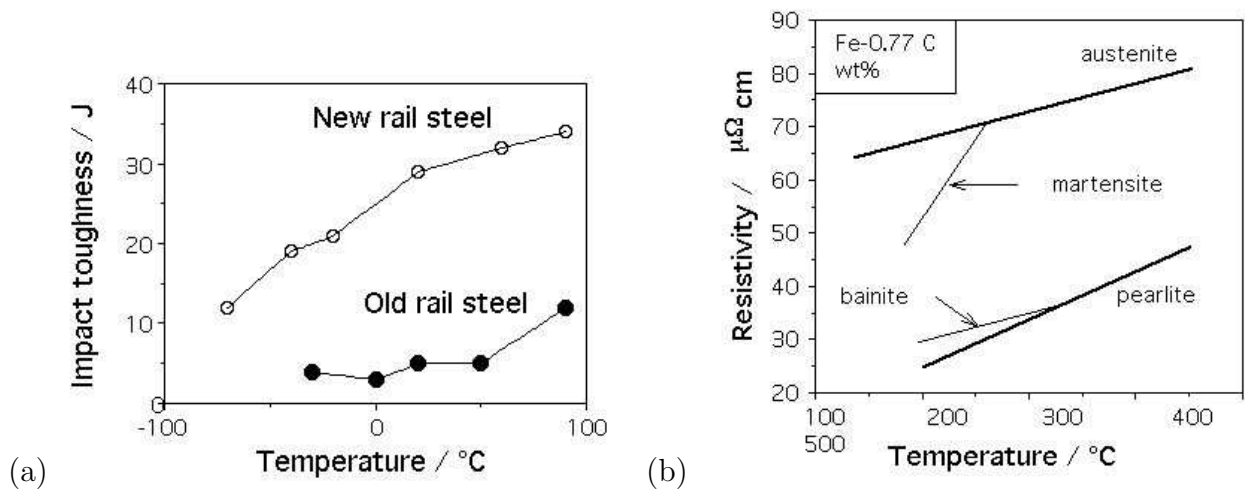 40
30
20
10
0
-100
0
100
Impact toughness / J
New rail steel
Old rail steel
Temperature / °C
(a)
90
80
70
60
50
40
30
20
100
500
200
300
400
Resistivity / μΩ cm
Fe-0.77 C
wt%
austenite
martensite
bainite
pearlite
Temperature / °C
(b)